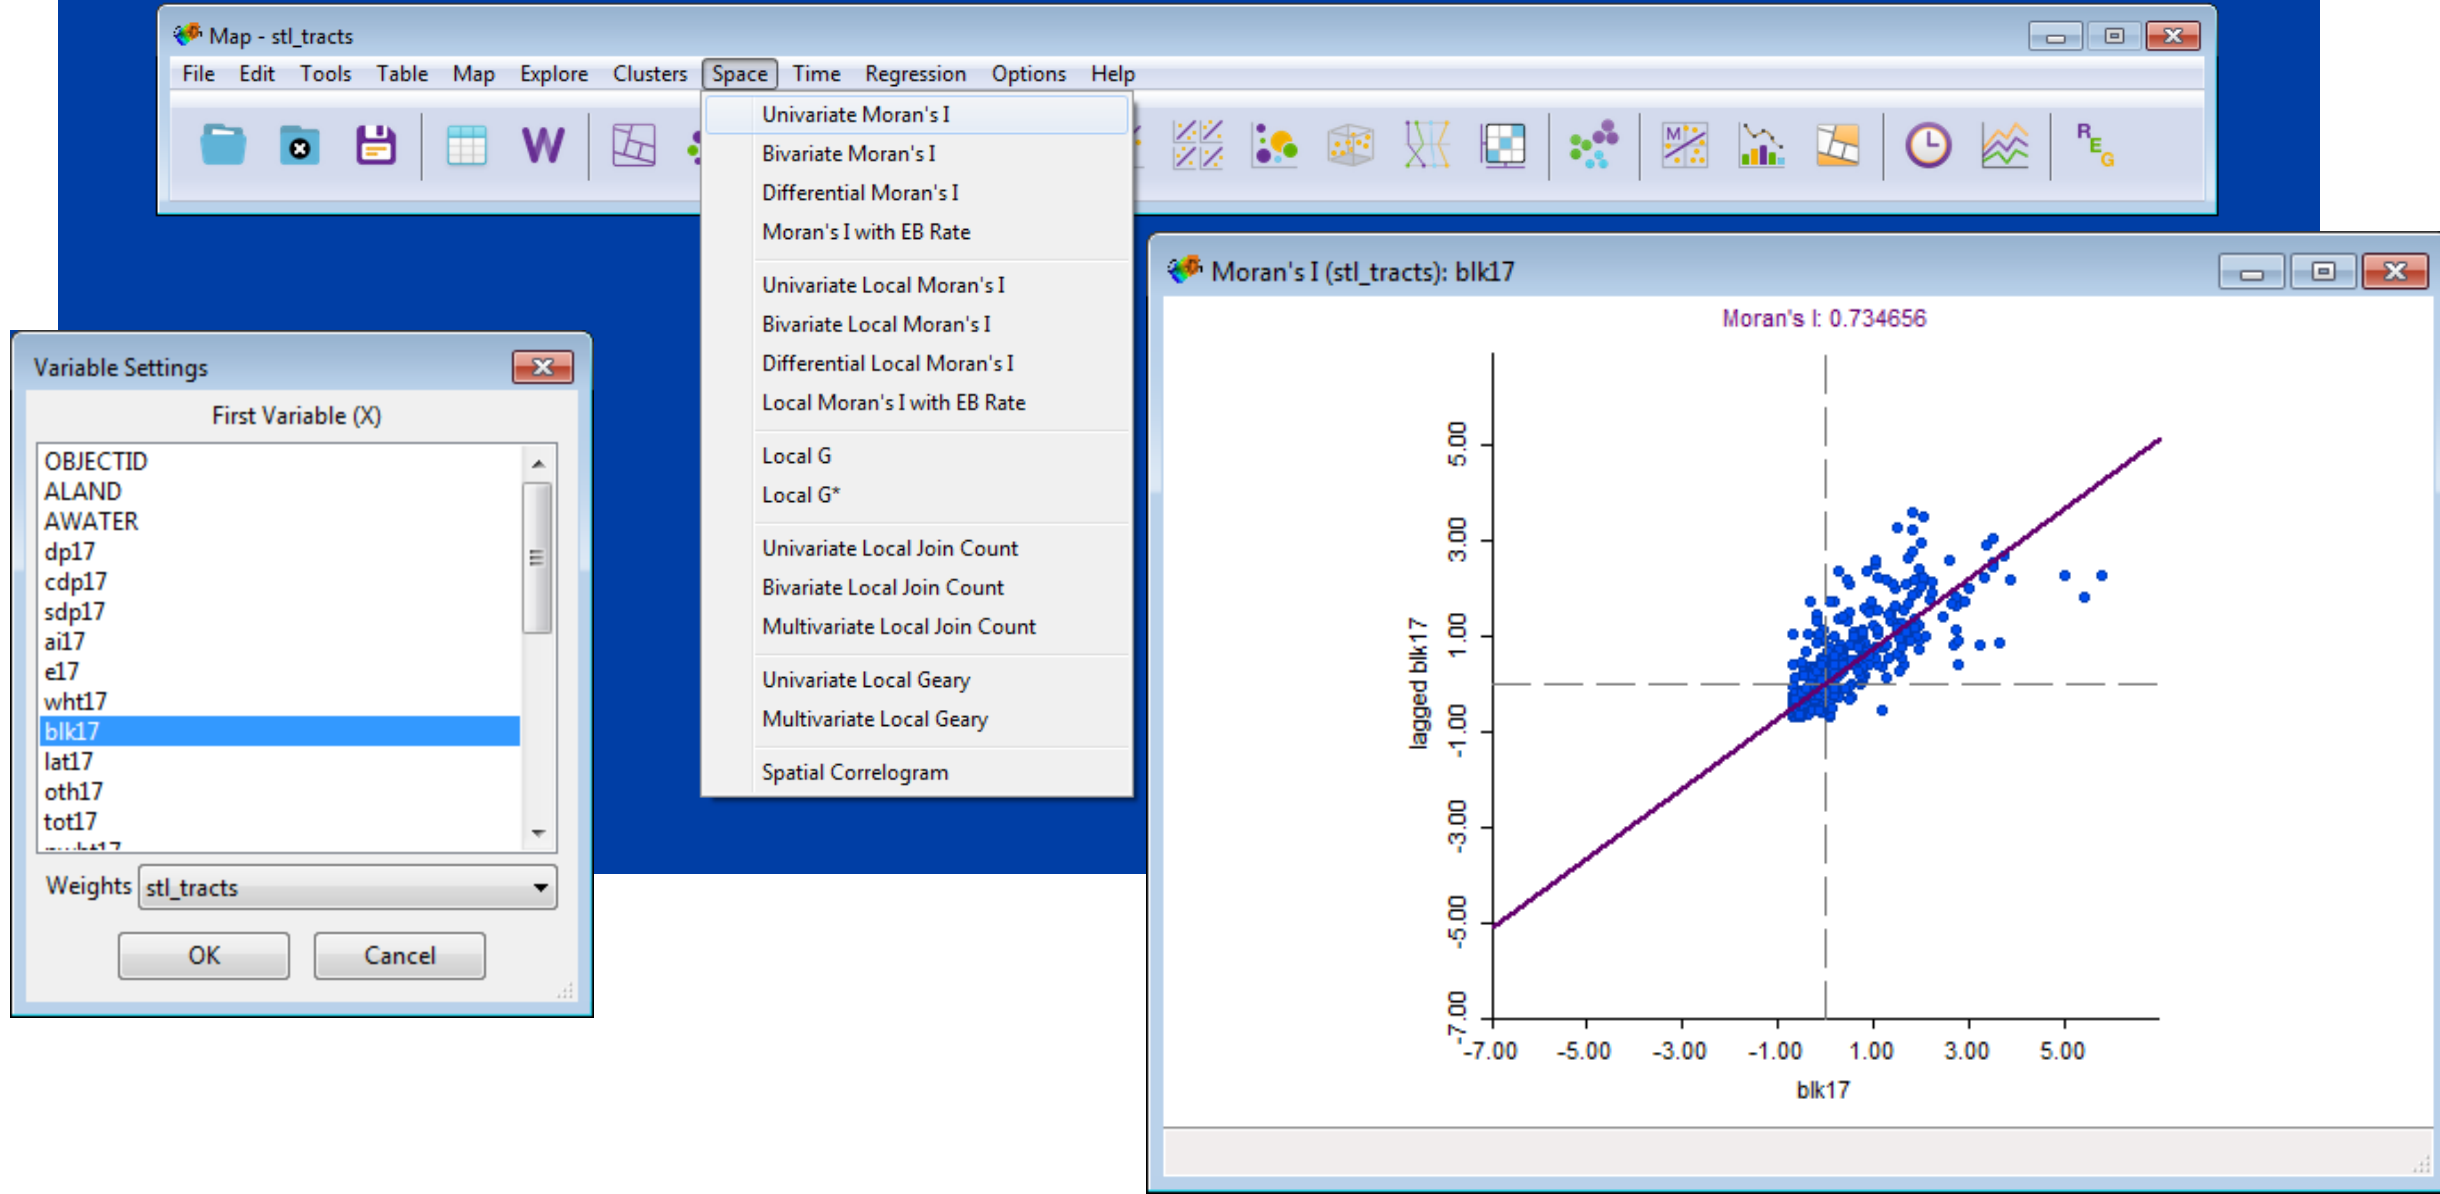 Map - stl_tracts
File Edit Tools Table Map Explore Clusters Space Time Regression Options Help
W
M
R
E
G
Univariate Moran's I
Bivariate Moran's I
Differential Moran's I
Moran's I with EB Rate
Univariate Local Moran's I
Bivariate Local Moran's I
Differential Local Moran's I
Local Moran's I with EB Rate
Local G
Local G*
Univariate Local Join Count
Bivariate Local Join Count
Multivariate Local Join Count
Univariate Local Geary
Multivariate Local Geary
Spatial Correlogram
Variable Settings
First Variable (X)
OBJECTID
ALAND
AWATER
dp17
cdp17
sdp17
ai17
e17
wht17
blk17
lat17
oth17
tot17
Weights stl_tracts
OK Cancel
Moran's I (stl_tracts): blk17
Moran's I: 0.734656
5.00
3.00
1.00
-1.00
-3.00
-5.00
-7.00
lagged blk17
-7.00 -5.00 -3.00 -1.00 1.00 3.00 5.00
blk17